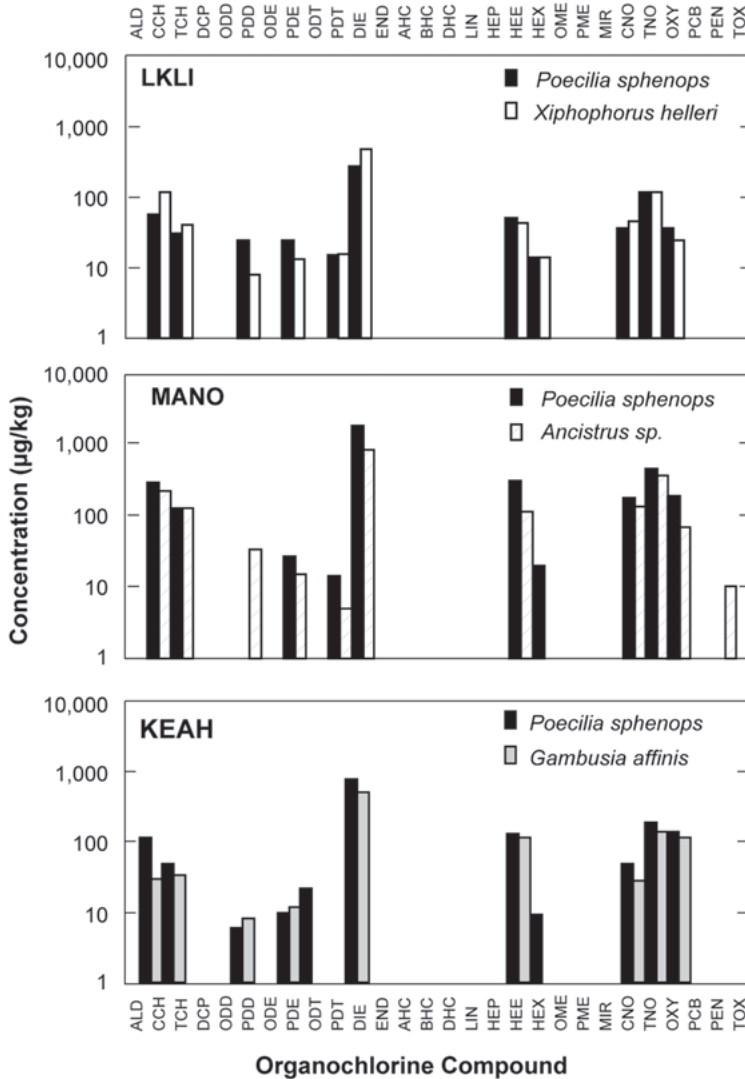 ALD CCH TCH DCP ODD PDD ODE PDE ODT PDT DIE END AHC BHC DHC LIN HEP HEE HEX OME PME MIR CNO TNO OXY PCB PEN TOX
LKLI
Poecilia sphenops
Xiphophorus helleri
10,000
1,000
100
10
1
MANO
Poecilia sphenops
Ancistrus sp.
10,000
1,000
100
10
1
KEAH
Poecilia sphenops
Gambusia affinis
10,000
1,000
100
10
1
Concentration (µg/kg)
ALD CCH TCH DCP ODD PDD ODE PDE ODT PDT DIE END AHC BHC DHC LIN HEP HEE HEX OME PME MIR CNO TNO OXY PCB PEN TOX
Organochlorine Compound